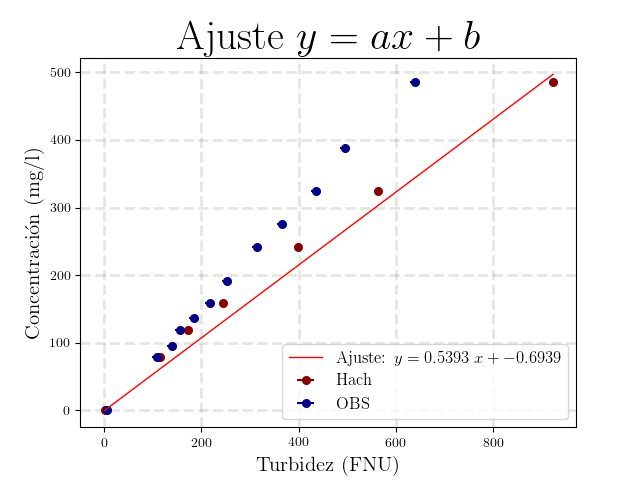 Ajuste y = ax + b
500
400
300
200
100
0
Concentración (mg/l)
0 200 400 600 800
Turbidez (FNU)
Ajuste: y = 0.5393 x + −0.6939
Hach
OBS